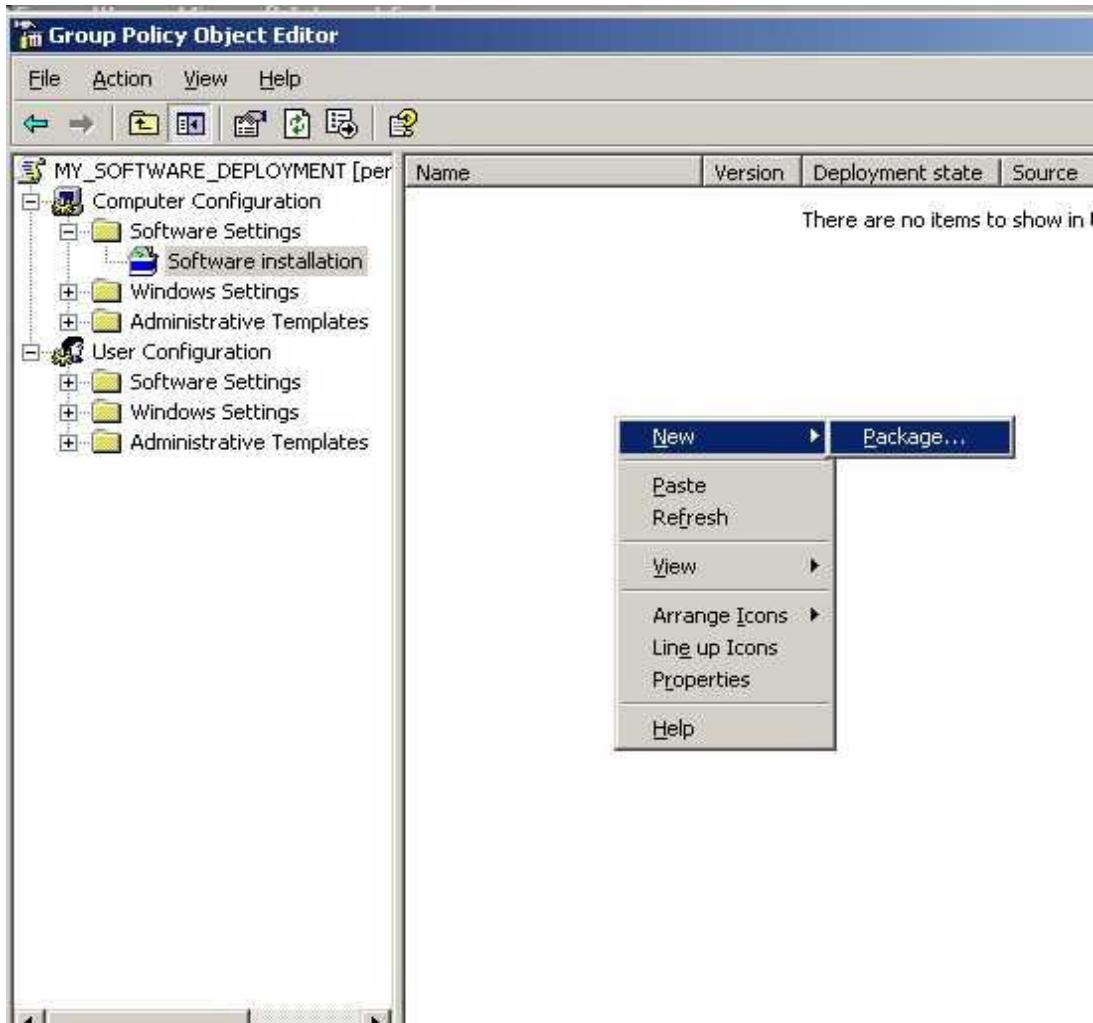 Group Policy Object Editor
File Action View Help
MY_SOFTWARE_DEPLOYMENT [per
Computer Configuration
Software Settings
Software installation
Windows Settings
Administrative Templates
User Configuration
Software Settings
Windows Settings
Administrative Templates
Name Version Deployment state Source
There are no items to show in
New Package...
Paste
Refresh
View
Arrange Icons
Line up Icons
Properties
Help